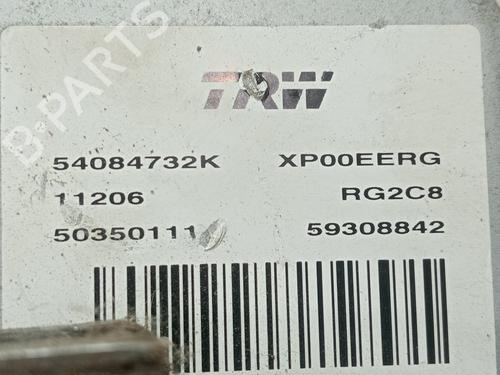 B-PARTS
TRW
54084732K XP00EERG
11206 RG2C8
50350111 59308842